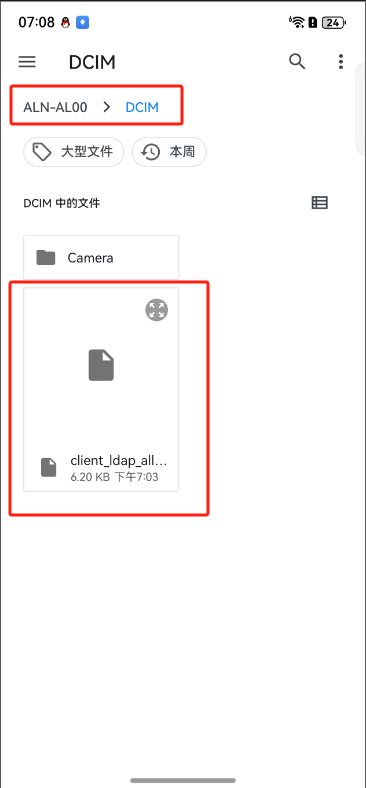 07:08
24
DCIM
ALN-AL00 > DCIM
大型文件
本周
DCIM 中的文件
Camera
client_ldap_all…
6.20 KB 下午7:03